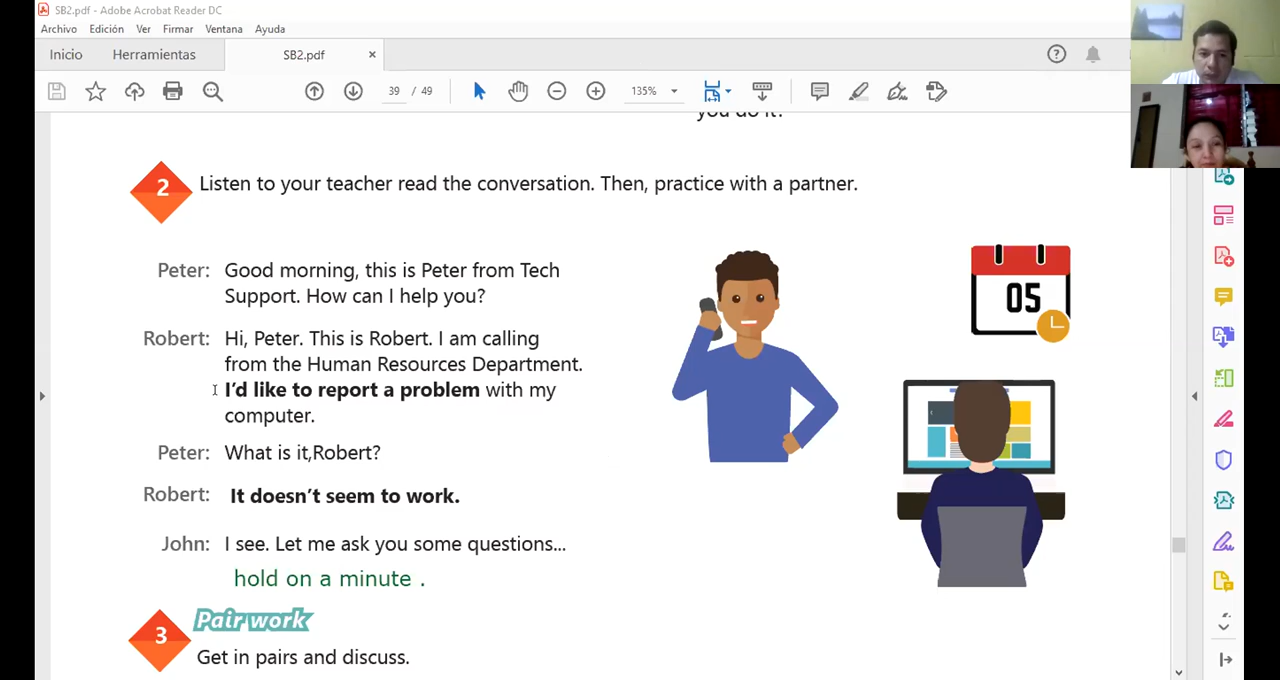 SB2.pdf - Adobe Acrobat Reader DC
Archivo Edición Ver Firmar Ventana Ayuda
Inicio Herramientas SB2.pdf ×
39 / 49 135%
you do it?
2 Listen to your teacher read the conversation. Then, practice with a partner.
Peter: Good morning, this is Peter from Tech
Support. How can I help you?
Robert: Hi, Peter. This is Robert. I am calling
from the Human Resources Department.
I'd like to report a problem with my
computer.
Peter: What is it,Robert?
Robert: It doesn't seem to work.
John: I see. Let me ask you some questions...
hold on a minute .
05
3 Pair work
Get in pairs and discuss.